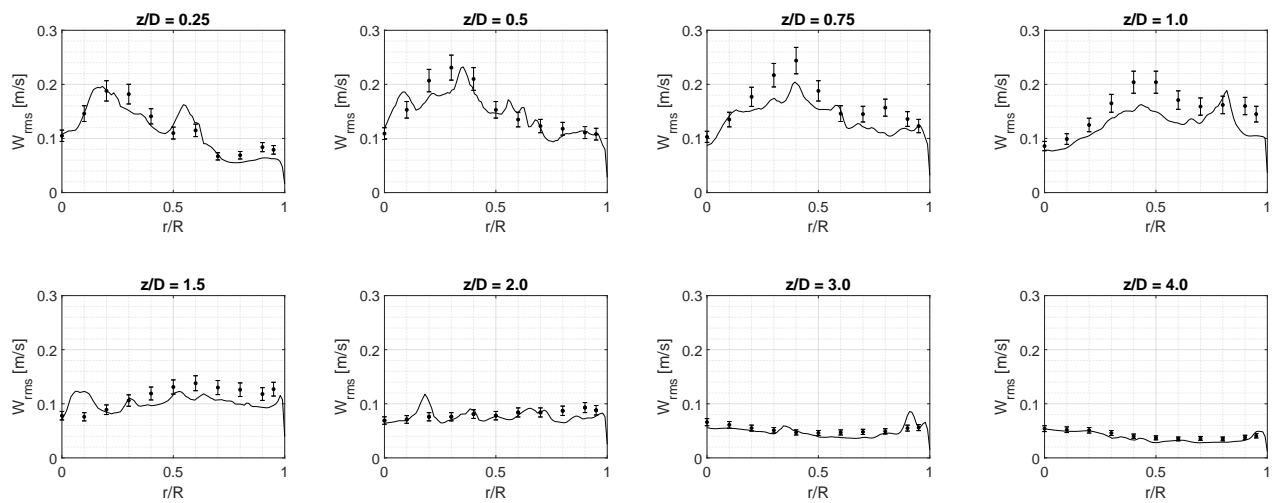 z/D = 0.25
z/D = 0.5
z/D = 0.75
z/D = 1.0
0.3
0.2
0.1
0
W_rms [m/s]
0 0.5 1
r/R
0.3
0.2
0.1
0
W_rms [m/s]
0 0.5 1
r/R
0.3
0.2
0.1
0
W_rms [m/s]
0 0.5 1
r/R
0.3
0.2
0.1
0
W_rms [m/s]
0 0.5 1
r/R
z/D = 1.5
z/D = 2.0
z/D = 3.0
z/D = 4.0
0.3
0.2
0.1
0
W_rms [m/s]
0 0.5 1
r/R
0.3
0.2
0.1
0
W_rms [m/s]
0 0.5 1
r/R
0.3
0.2
0.1
0
W_rms [m/s]
0 0.5 1
r/R
0.3
0.2
0.1
0
W_rms [m/s]
0 0.5 1
r/R